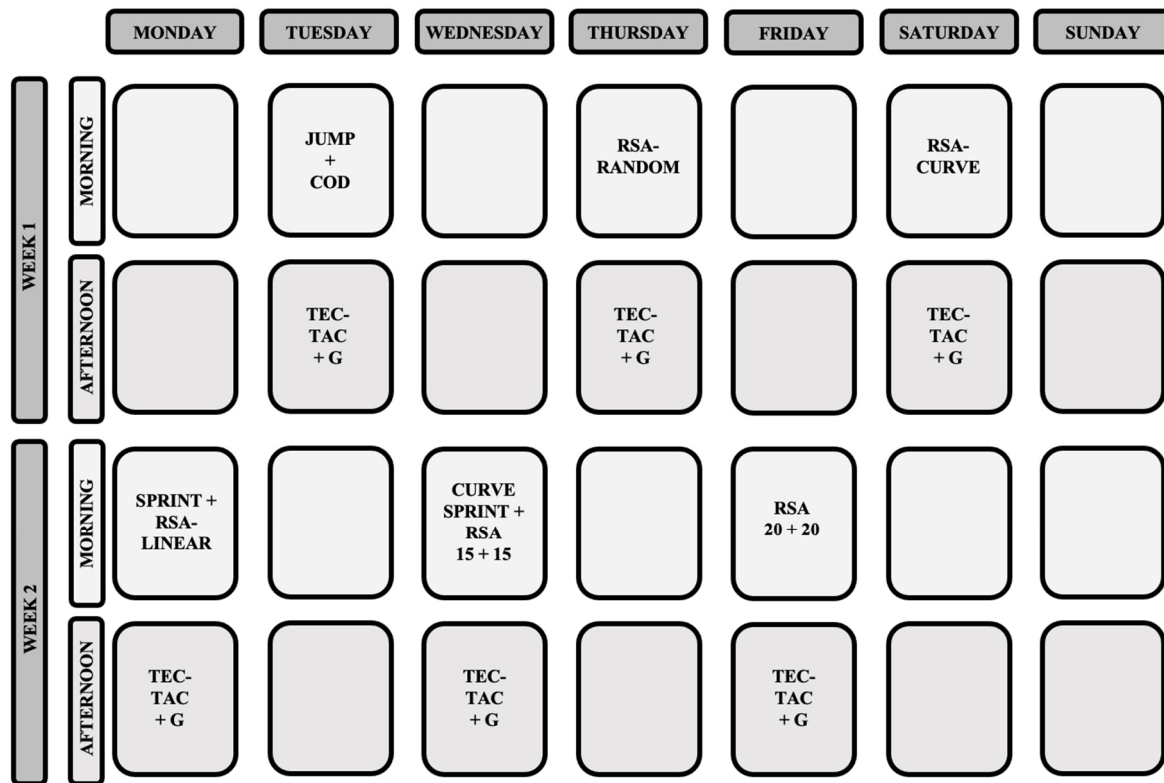 MONDAY
TUESDAY
WEDNESDAY
THURSDAY
FRIDAY
SATURDAY
SUNDAY
WEEK 1
MORNING
JUMP
+
COD
RSA-
RANDOM
RSA-
CURVE
AFTERNOON
TEC-
TAC
+ G
TEC-
TAC
+ G
TEC-
TAC
+ G
WEEK 2
MORNING
SPRINT +
RSA-
LINEAR
CURVE
SPRINT +
RSA
15 + 15
RSA
20 + 20
AFTERNOON
TEC-
TAC
+ G
TEC-
TAC
+ G
TEC-
TAC
+ G